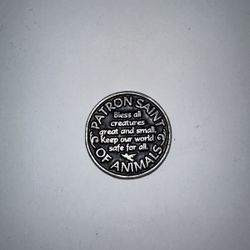 PATRON SAINT
Bless all
creatures
great and small.
Keep our world
safe for all.
OF ANIMALS